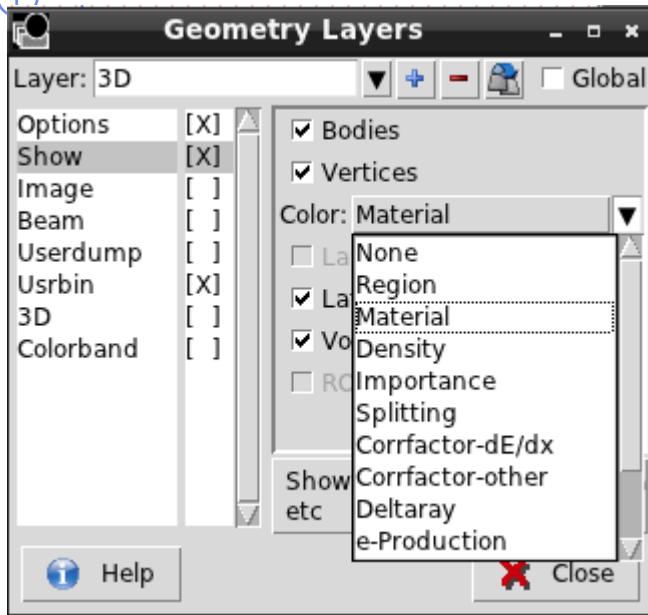 Geometry Layers
Layer: 3D
Global
Options [X]
Show [X]
Image [ ]
Beam [ ]
Userdump [ ]
Usrbin [X]
3D [ ]
Colorband [ ]
Bodies
Vertices
Color: Material
None
Region
Material
Density
Importance
Splitting
Corrfactor-dE/dx
Corrfactor-other
Deltaray
e-Production
Show
etc
Help
Close